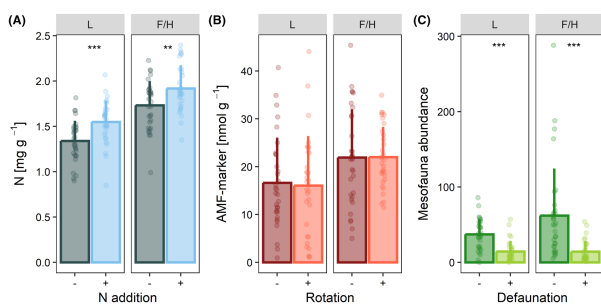 (A)
L
F/H
***
**
2.5
2.0
1.5
1.0
0.5
0.0
N [mg g⁻¹]
- + - +
N addition
(B)
L
F/H
40
30
20
10
0
AMF-marker [nmol g⁻¹]
- + - +
Rotation
(C)
L
F/H
***
***
300
200
100
0
Mesofauna abundance
- + - +
Defaunation